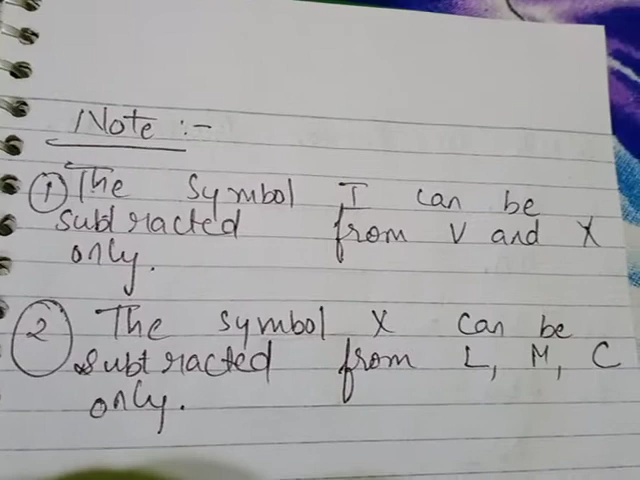 Note :-
① The symbol I can be
subtracted from V and X
only.
② The symbol X can be
subtracted from L, M, C
only.